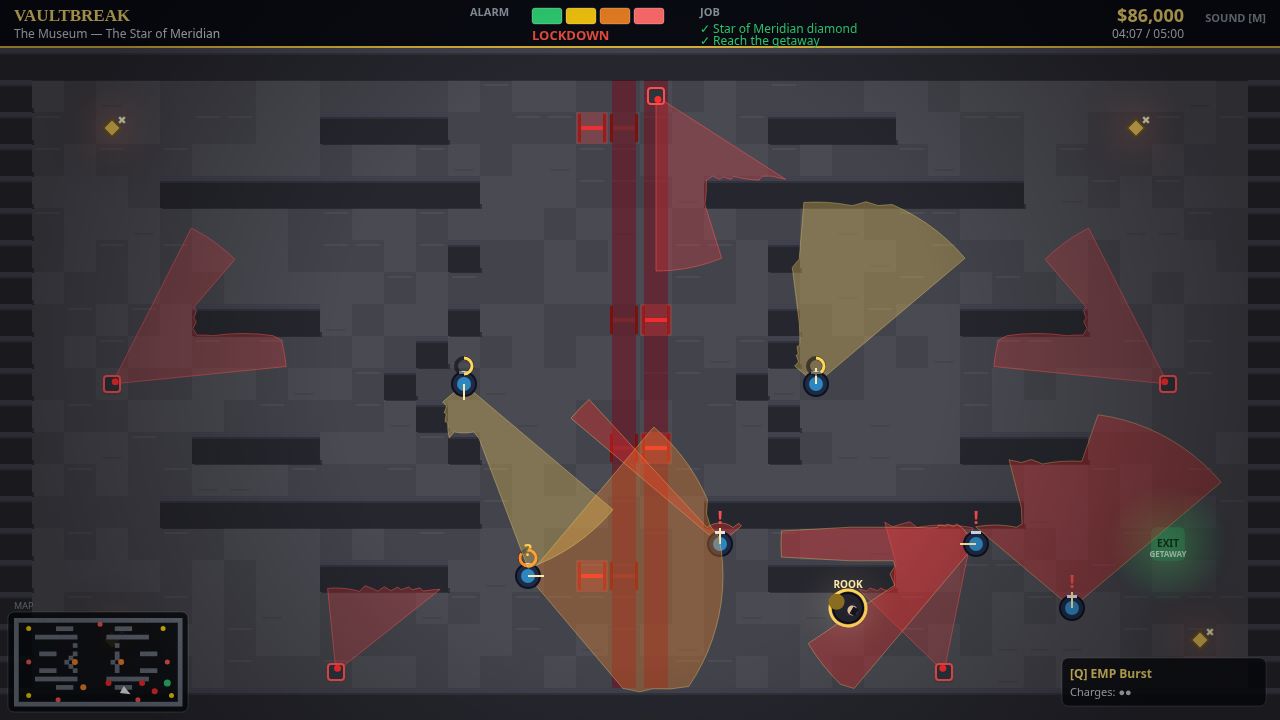 VAULTBREAK
The Museum — The Star of Meridian
ALARM
LOCKDOWN
JOB
✓ Star of Meridian diamond
✓ Reach the getaway
$86,000
04:07 / 05:00
SOUND [M]
?
!
!
EXIT
GETAWAY
ROOK
!
MAP
[Q] EMP Burst
Charges: ●●